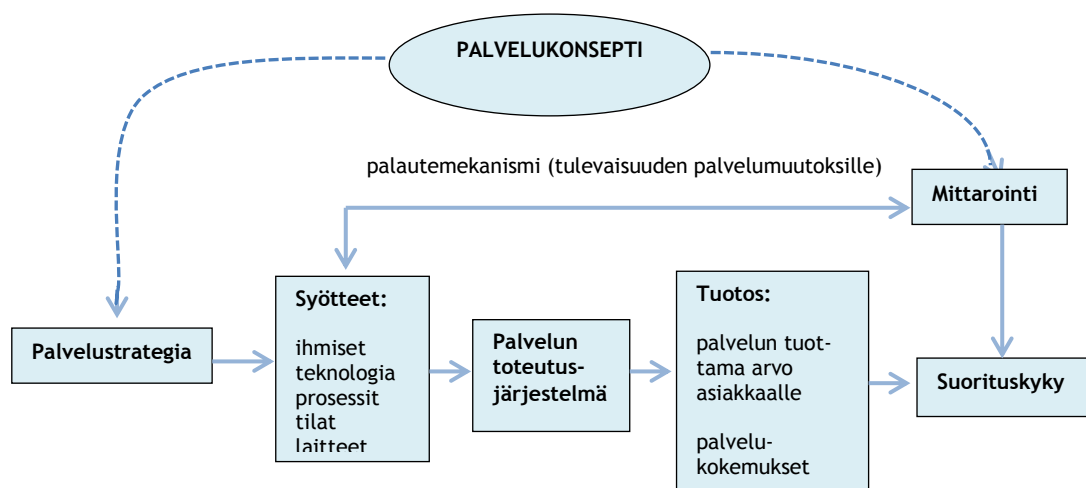 PALVELUKONSEPTI
palautemekanismi (tulevaisuuden palvelumuutoksille)
Mittarointi
Palvelustrategia
Syötteet:
ihmiset
teknologia
prosessit
tilat
laitteet
Palvelun
toteutus-
järjestelmä
Tuotos:
palvelun tuot-
tama arvo
asiakkaalle
palvelu-
kokemukset
Suorituskyky